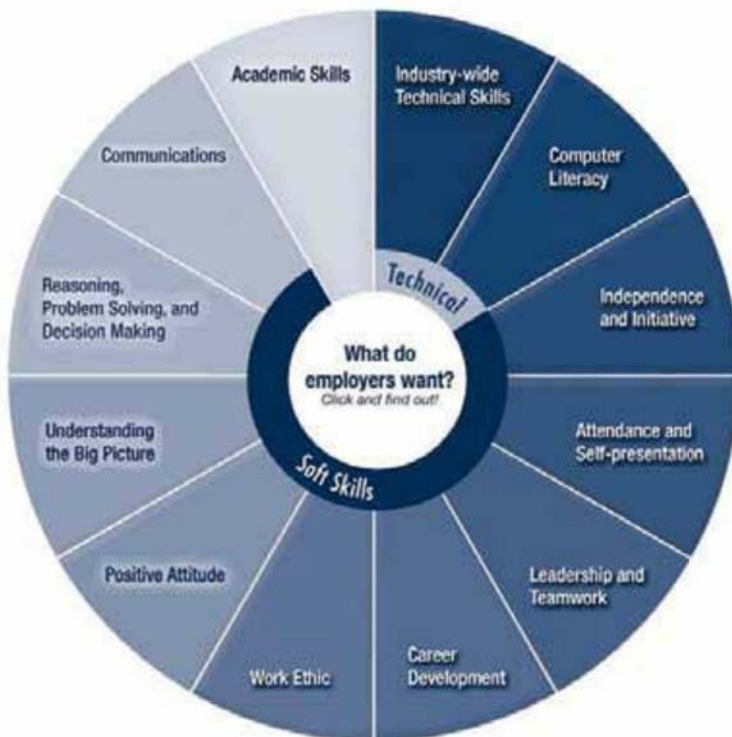 Academic Skills
Industry-wide
Technical Skills
Computer
Literacy
Independence
and Initiative
Attendance and
Self-presentation
Leadership and
Teamwork
Career
Development
Work Ethic
Positive Attitude
Understanding
the Big Picture
Reasoning,
Problem Solving, and
Decision Making
Communications
Technical
Soft Skills
What do
employers want?
Click and find out!